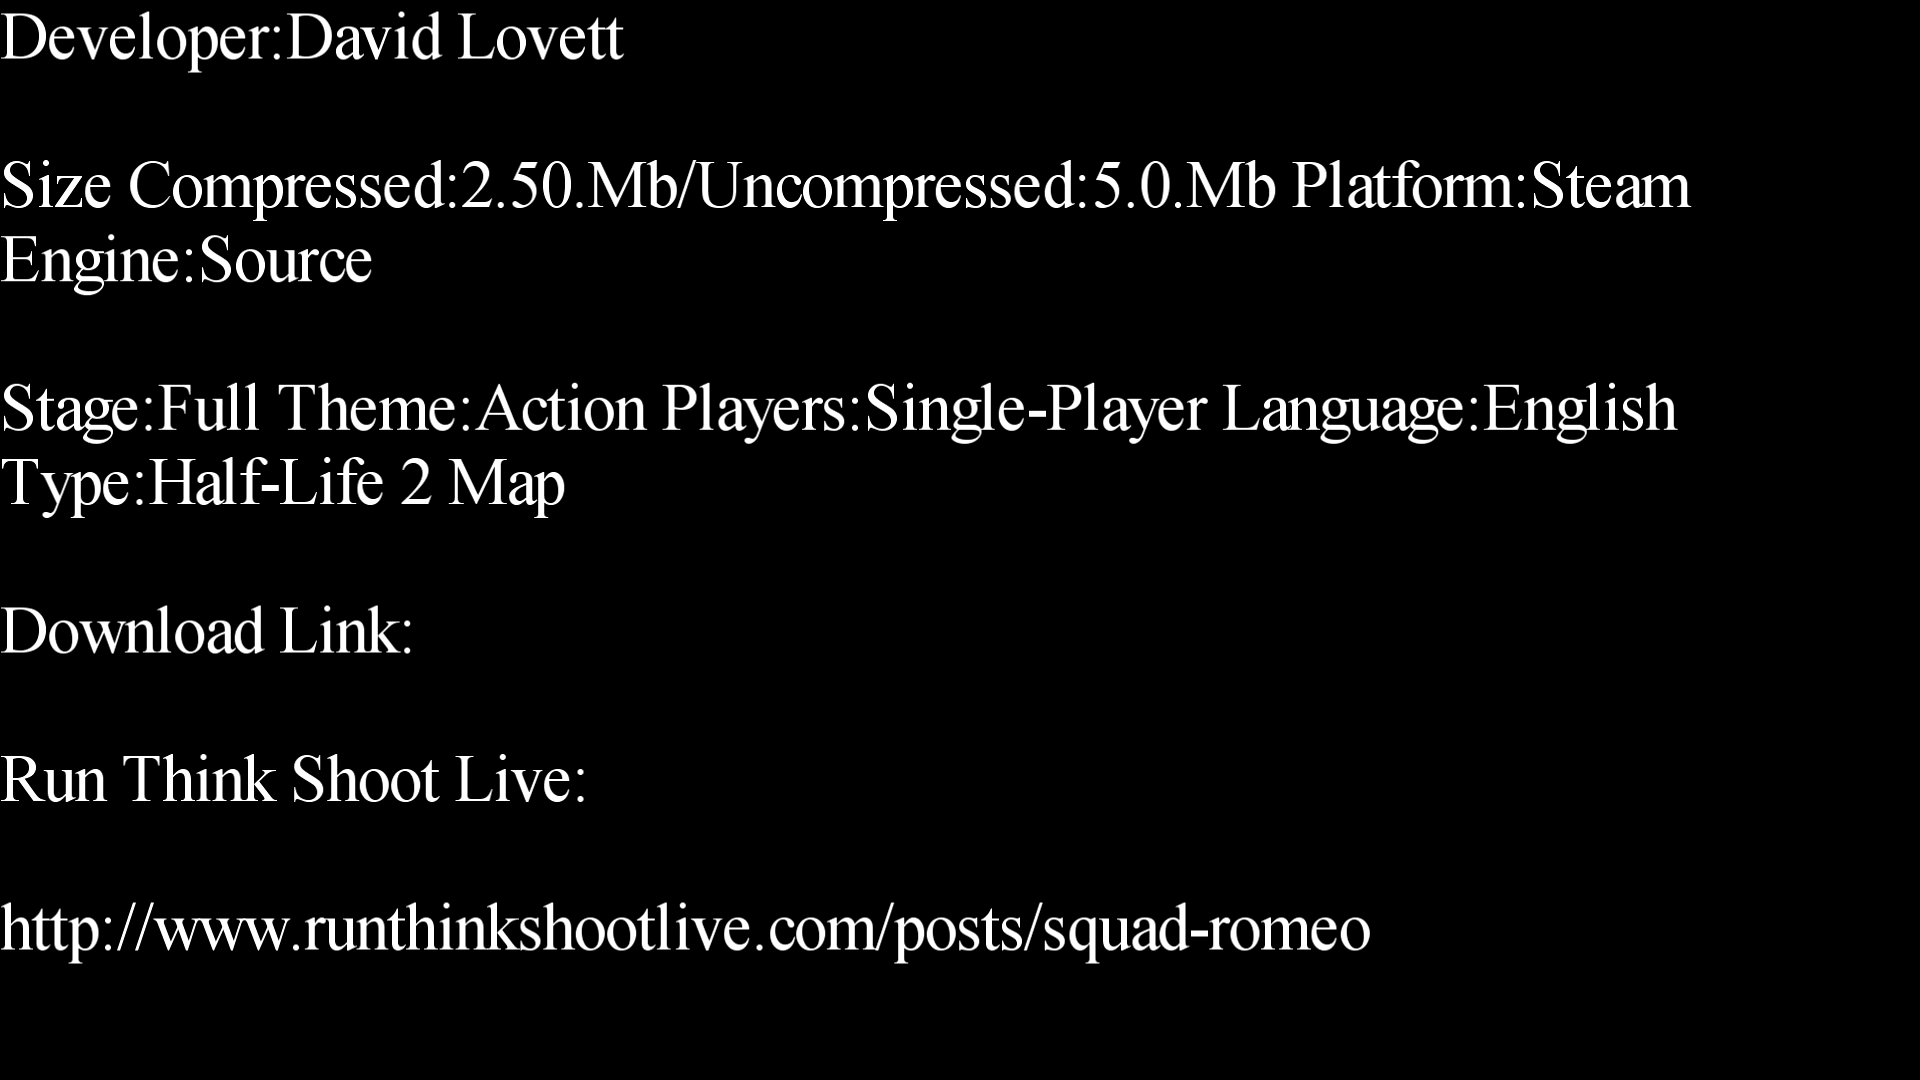 Developer:David Lovett
Size Compressed:2.50.Mb/Uncompressed:5.0.Mb Platform:Steam
Engine:Source
Stage:Full Theme:Action Players:Single-Player Language:English
Type:Half-Life 2 Map
Download Link:
Run Think Shoot Live:
http://www.runthinkshootlive.com/posts/squad-romeo